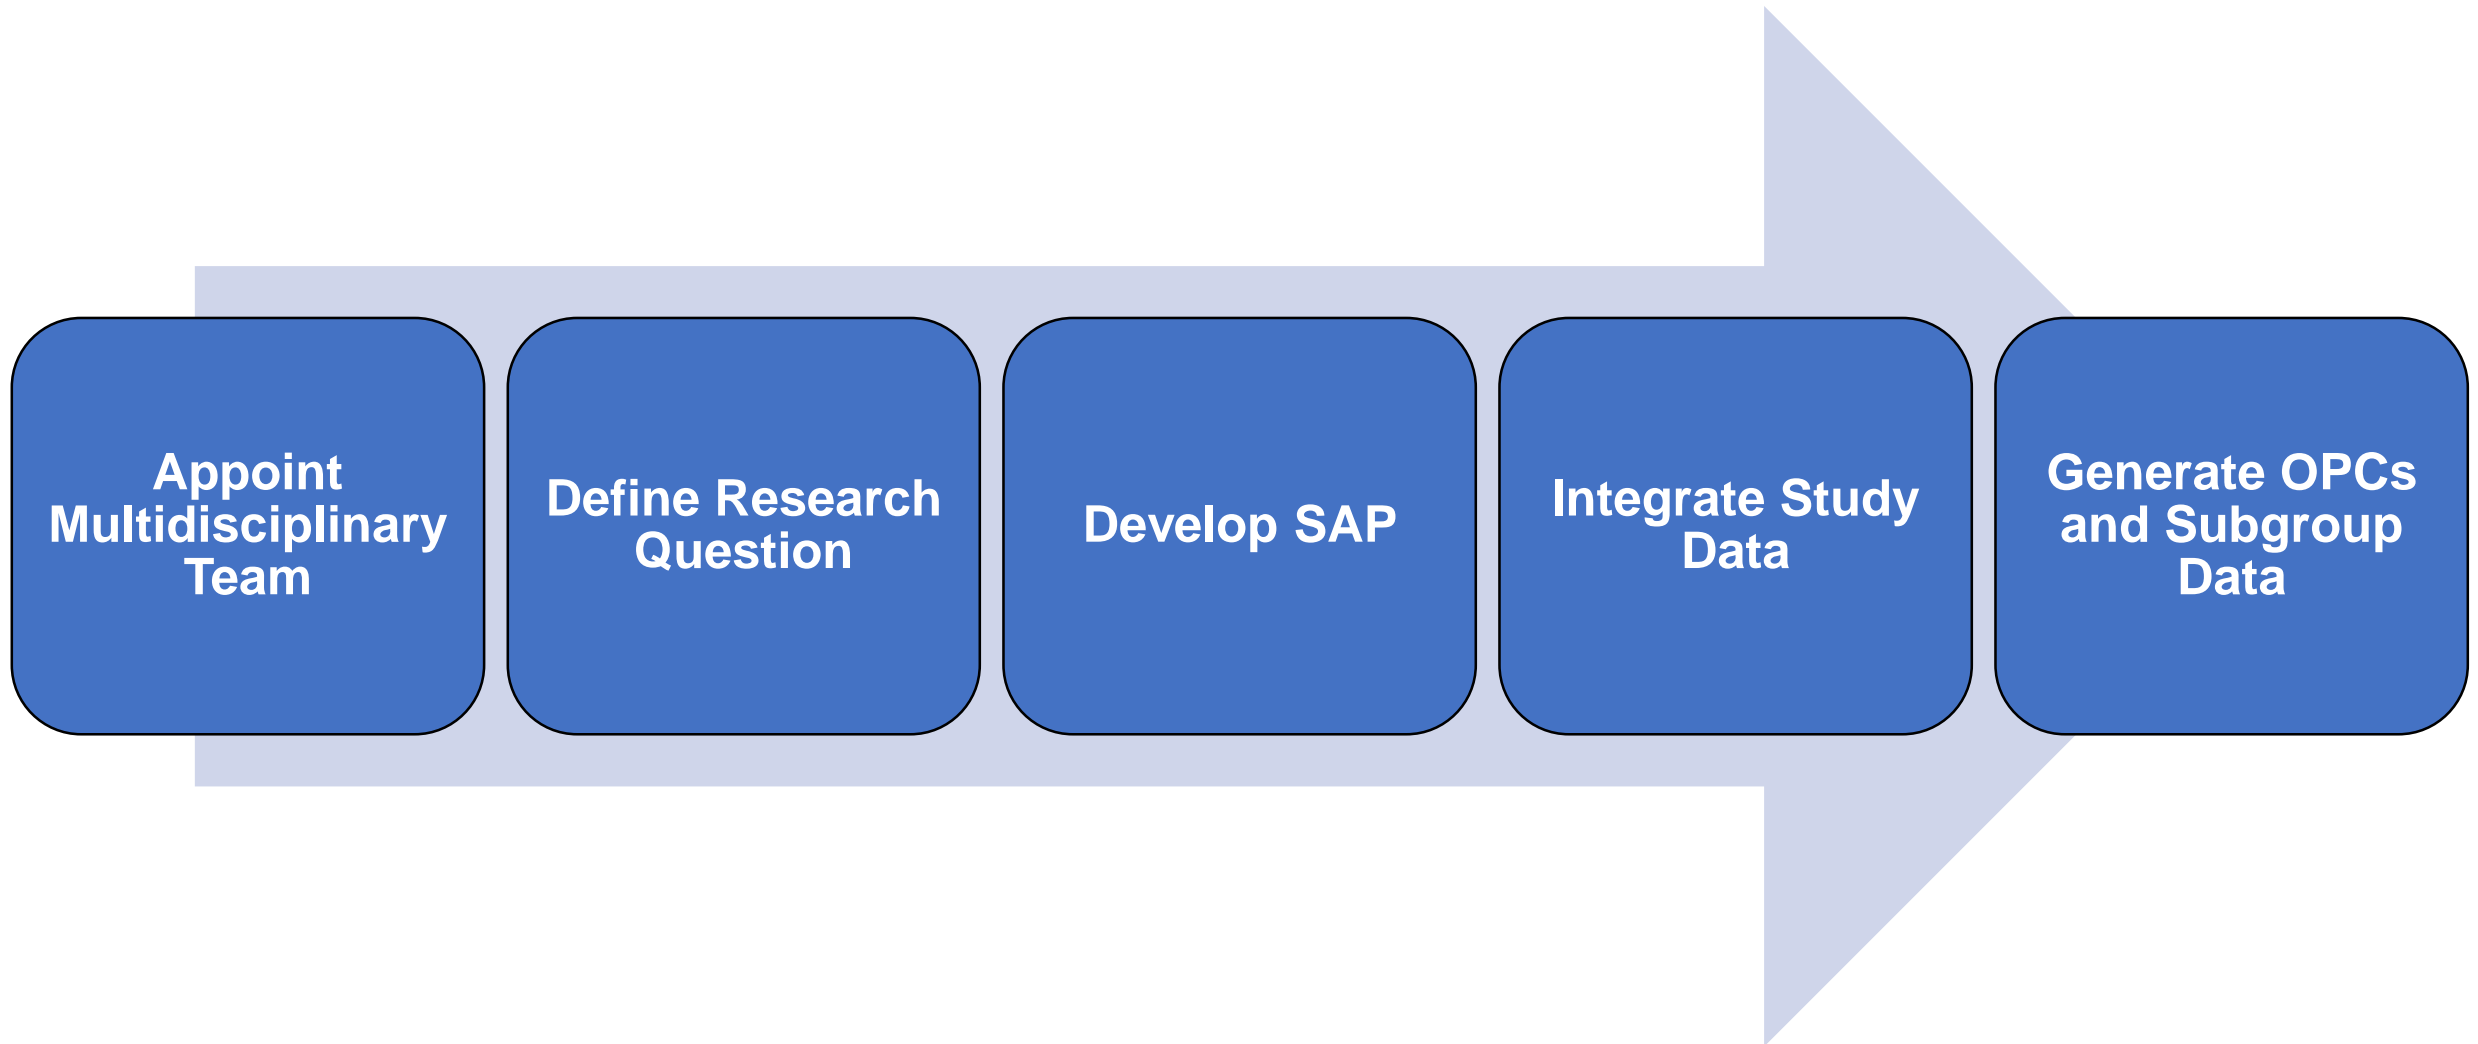 Appoint
Multidisciplinary
Team
Define Research
Question
Develop SAP
Integrate Study
Data
Generate OPCs
and Subgroup
Data